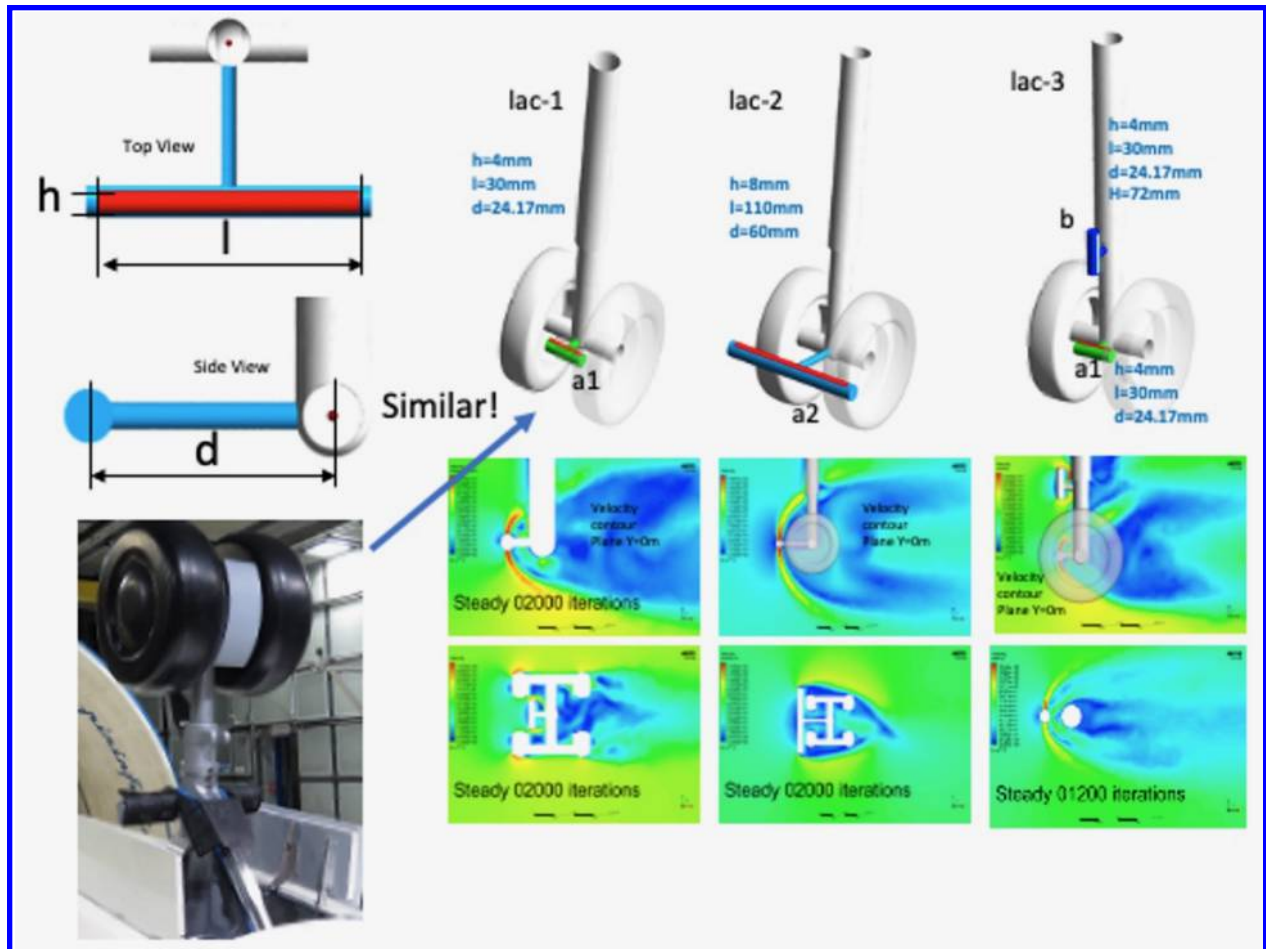 Top View
h
l
Side View
d
Similar!
lac-1
h=4mm
l=30mm
d=24.17mm
a1
lac-2
h=8mm
l=110mm
d=60mm
a2
lac-3
h=4mm
l=30mm
d=24.17mm
H=72mm
b
a1
h=4mm
l=30mm
d=24.17mm
Velocity
contour
Plane Y=0m
Steady 02000 iterations
Velocity
contour
Plane Y=0m
Velocity
contour
Plane Y=0m
Steady 02000 iterations
Steady 02000 iterations
Steady 01200 iterations